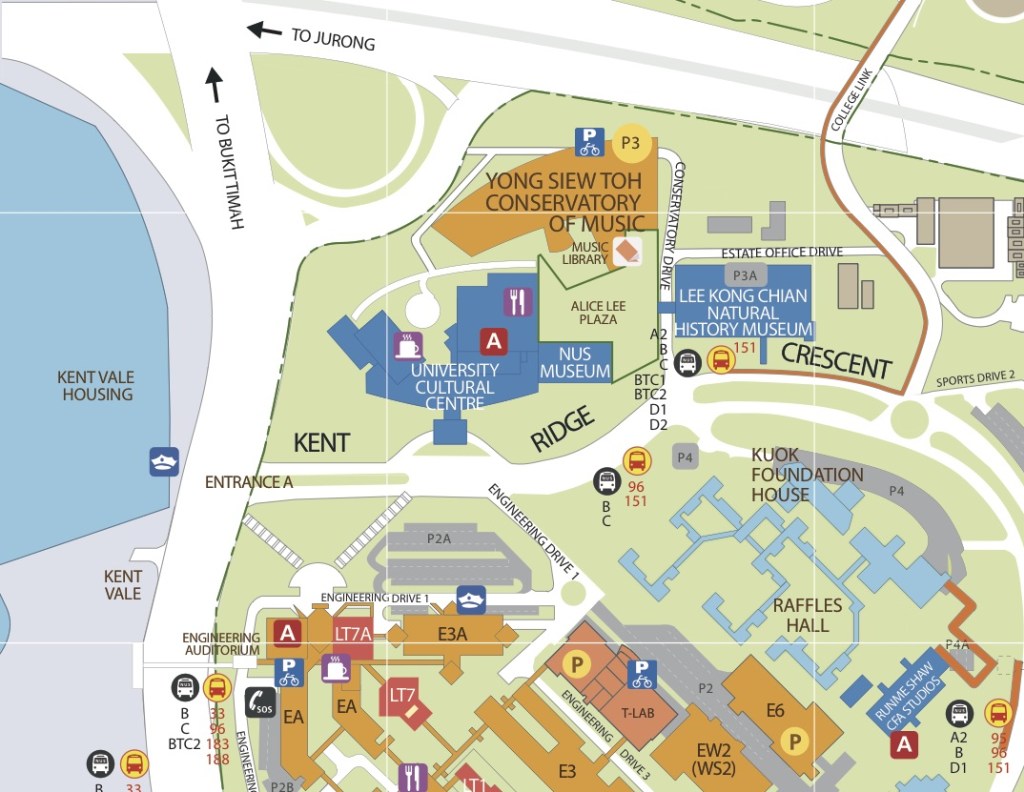 TO JURONG
TO BUKIT TIMAH
COLLEGE LINK
P
P3
YONG SIEW TOH
CONSERVATORY
OF MUSIC
MUSIC
LIBRARY
CONSERVATORY DRIVE
ESTATE OFFICE DRIVE
P3A
LEE KONG CHIAN
NATURAL
HISTORY MUSEUM
ALICE LEE
PLAZA
A
NUS
MUSEUM
UNIVERSITY
CULTURAL
CENTRE
A2
B
C
BTC1
BTC2
D1
D2
151
KENT
RIDGE
CRESCENT
SPORTS DRIVE 2
KENT VALE
HOUSING
ENTRANCE A
96
151
B
C
P4
KUOK
FOUNDATION
HOUSE
P4
ENGINEERING DRIVE 1
P2A
KENT
VALE
ENGINEERING DRIVE 1
RAFFLES
HALL
ENGINEERING
AUDITORIUM
A
LT7A
E3A
P4A
P
P
P
SOS
B
C
BTC2
33
96
183
188
EA
EA
LT7
T-LAB
P2
E6
P
RUNME SHAW
CFA STUDIOS
A
A2
B
D1
95
96
151
ENGINEERING
DRIVE 3
EW2
(WS2)
E3
ENGINEERING
P2B
LT1
B
33